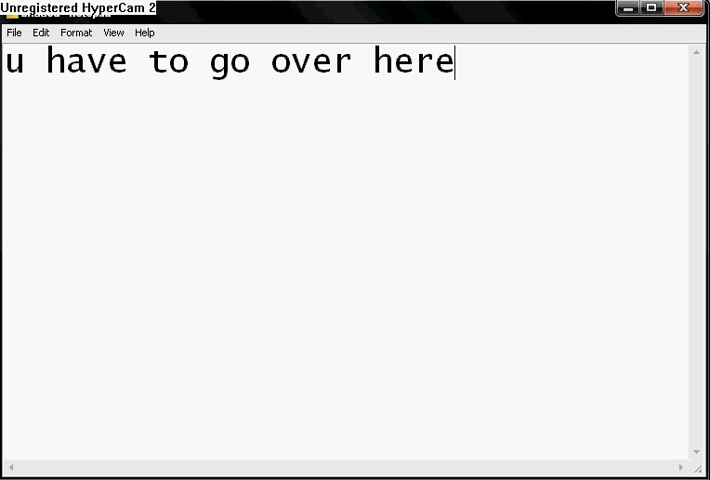 Unregistered HyperCam 2
File Edit Format View Help
u have to go over here